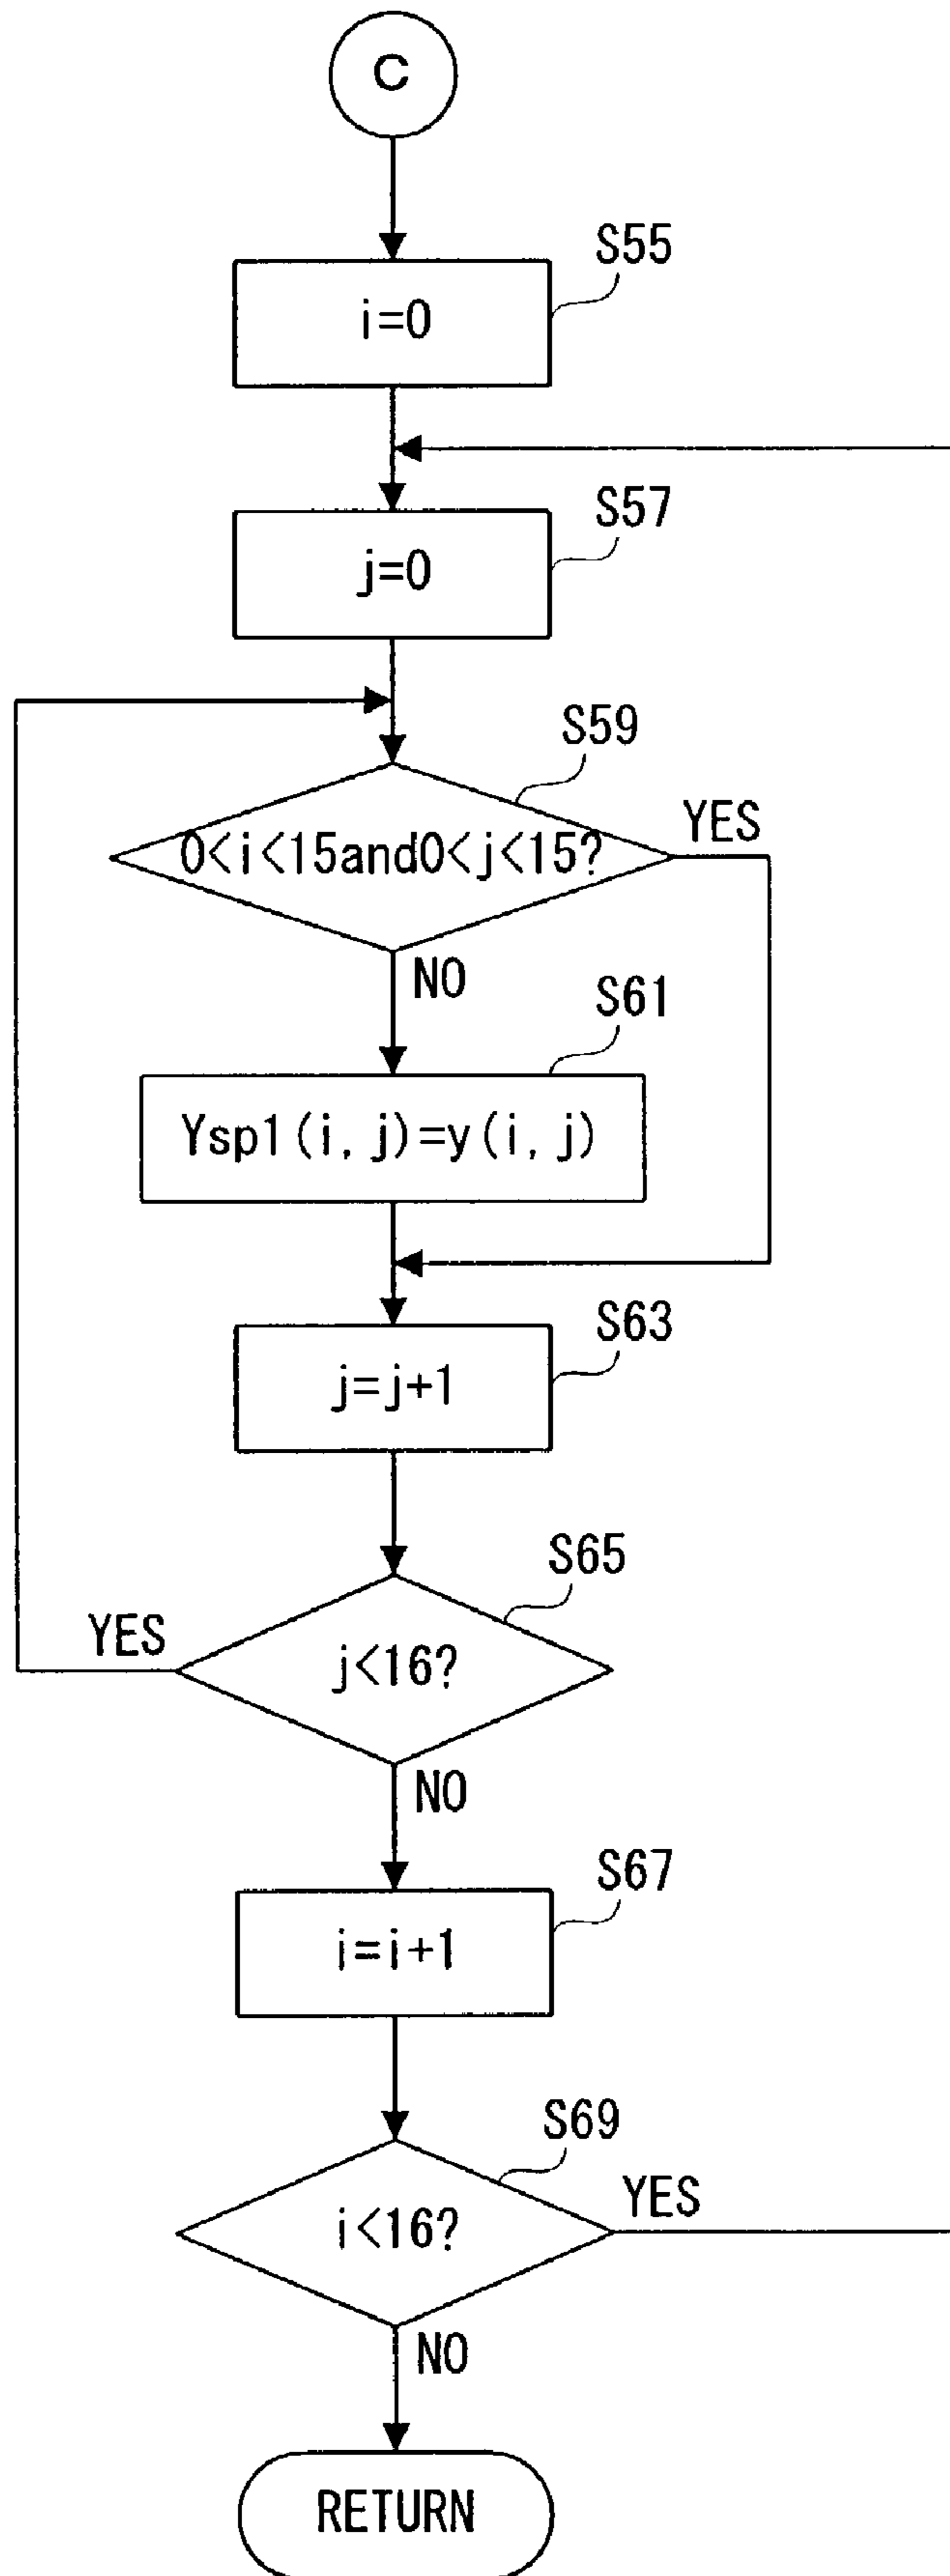 C
S55
i=0
S57
j=0
S59
0<i<15and0<j<15?
YES
NO
S61
Ysp1(i, j)=y(i, j)
S63
j=j+1
S65
YES
j<16?
NO
S67
i=i+1
S69
i<16?
YES
NO
RETURN